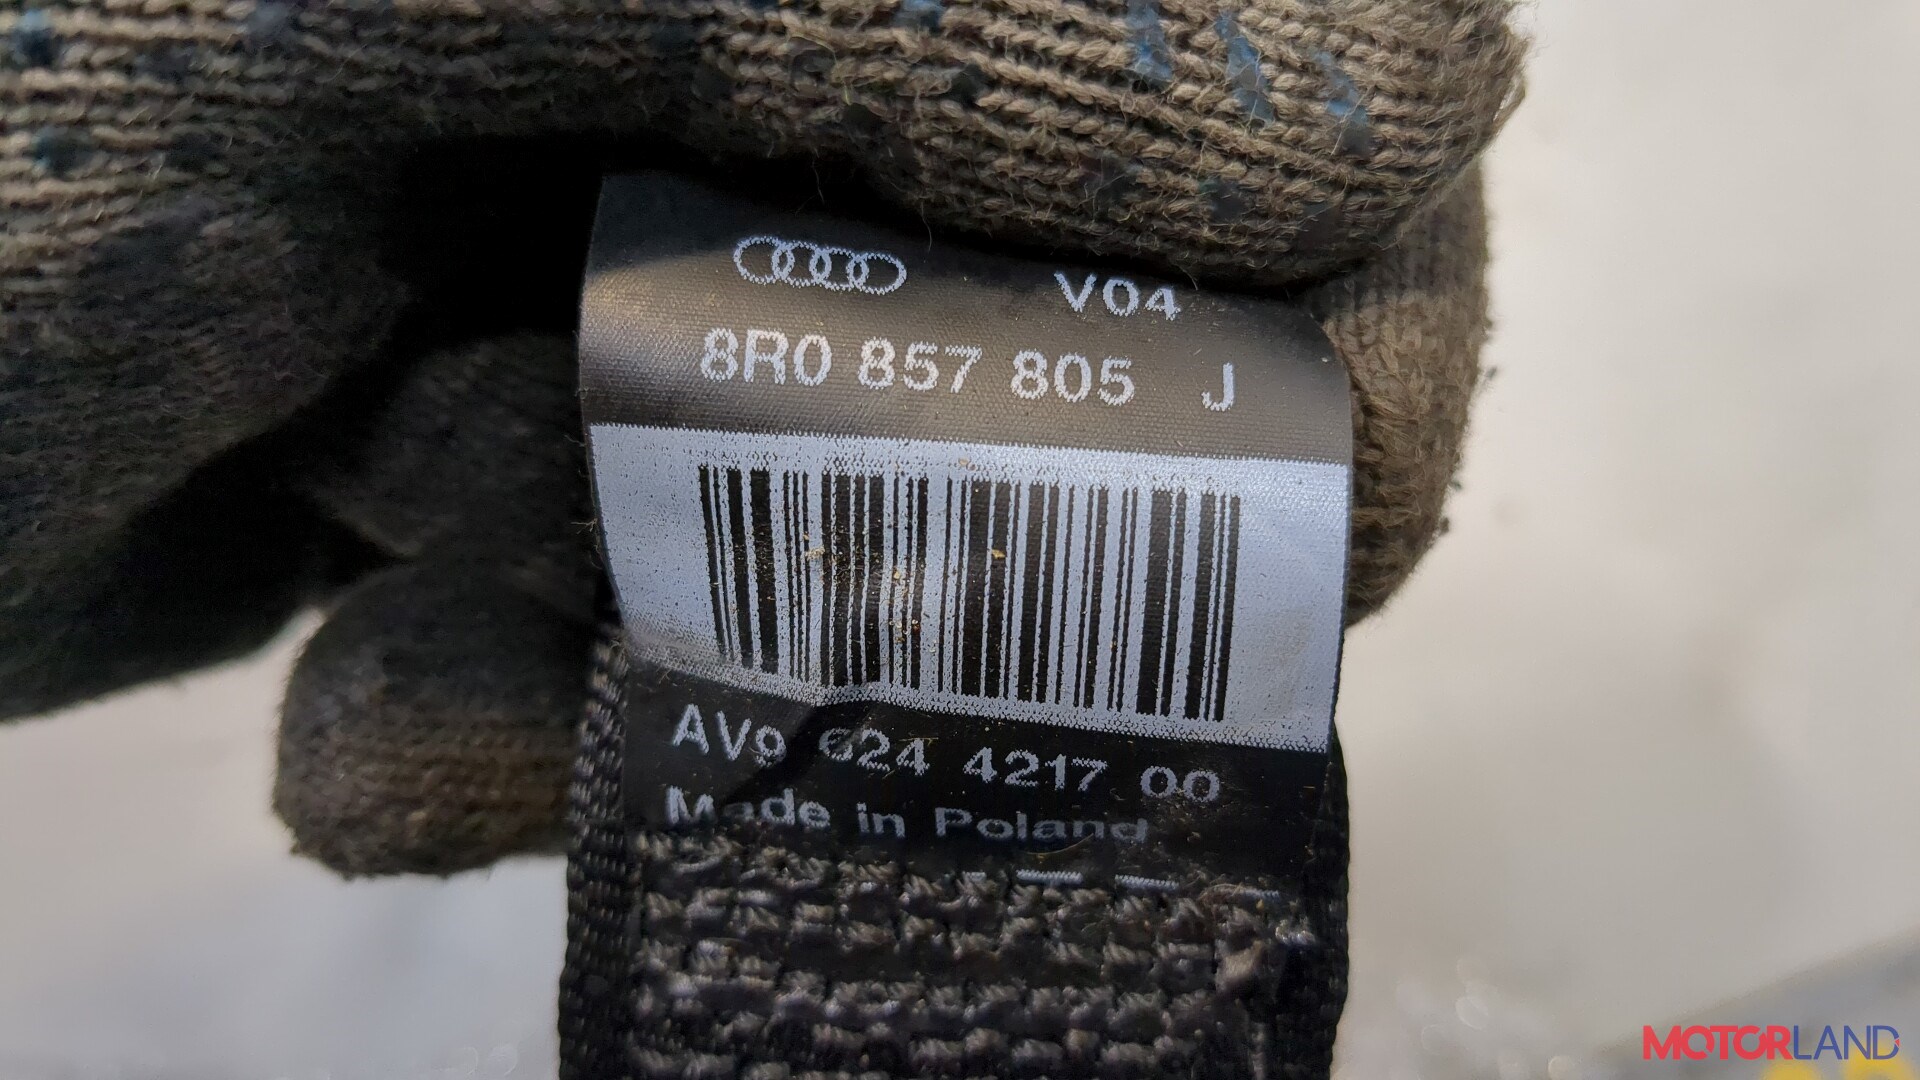 V04
8R0 857 805 J
AV9 624 4217 00
Made in Poland
MOTORLAND